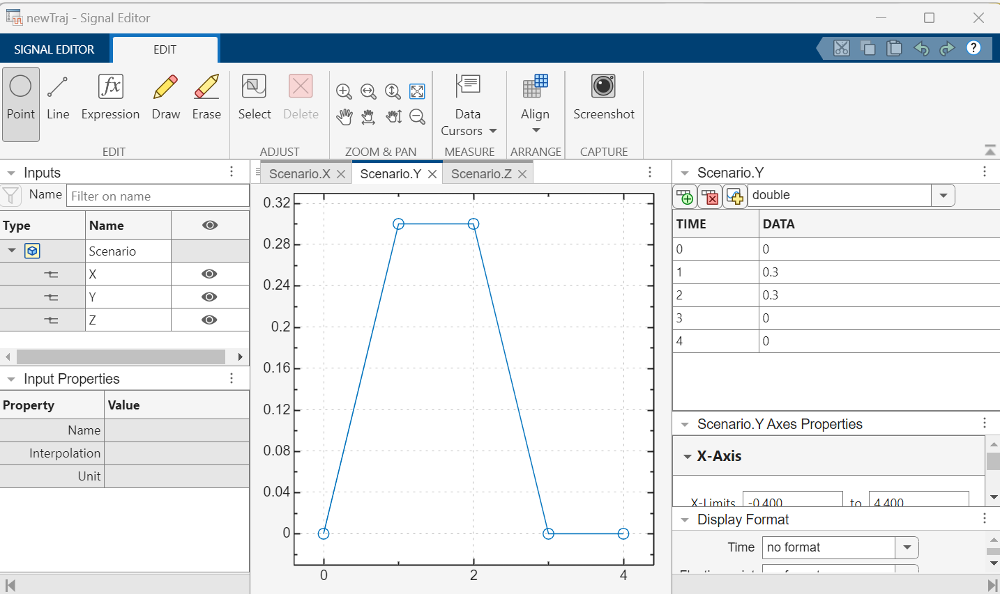 newTraj - Signal Editor
SIGNAL EDITOR EDIT
?
Point Line Expression Draw Erase Select Delete Data Cursors Align Screenshot
fx
EDIT ADJUST ZOOM & PAN MEASURE ARRANGE CAPTURE
Inputs
Name Filter on name
Type Name
Scenario
X
Y
Z
Input Properties
Property Value
Name
Interpolation
Unit
Scenario.X Scenario.Y Scenario.Z
0.32
0.28
0.24
0.2
0.16
0.12
0.08
0.04
0
0 2 4
Scenario.Y
double
TIME DATA
0 0
1 0.3
2 0.3
3 0
4 0
Scenario.Y Axes Properties
X-Axis
X-Limits -0.400 to 4.400
Display Format
Time no format